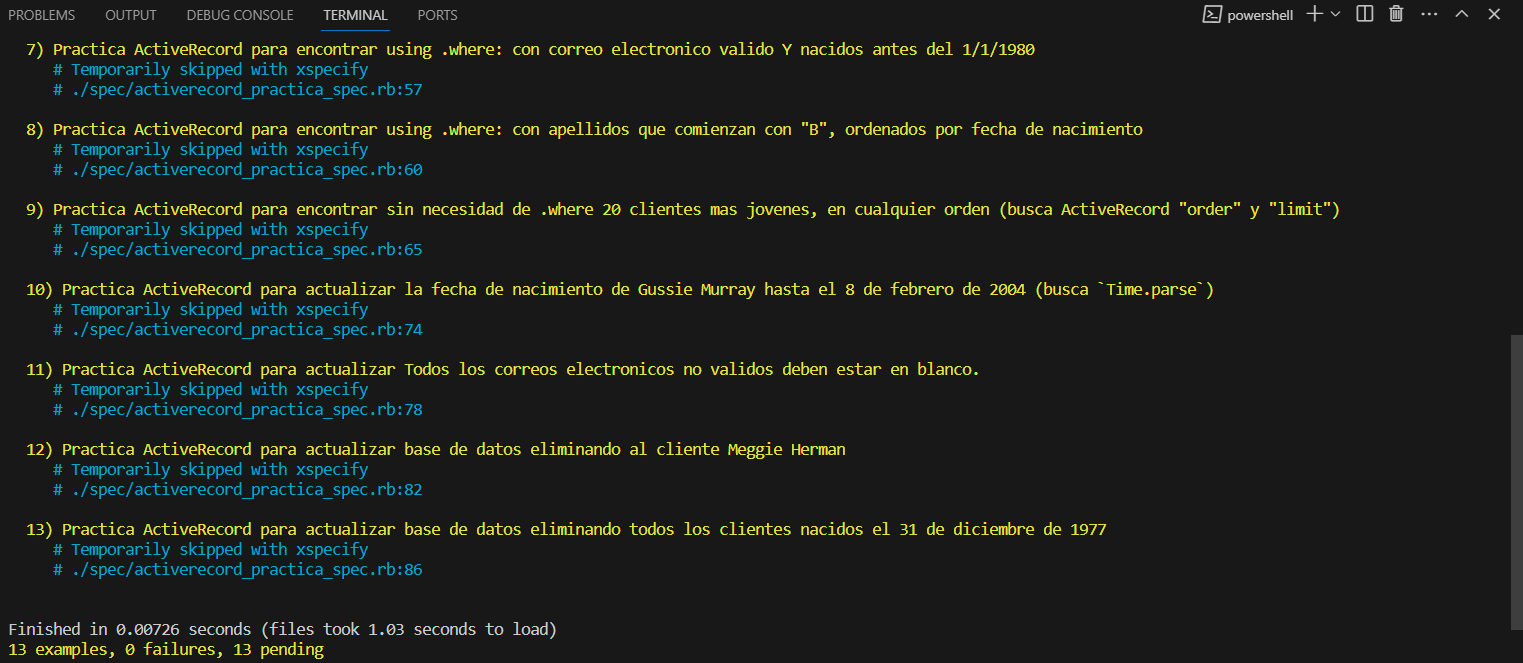 PROBLEMS OUTPUT DEBUG CONSOLE TERMINAL PORTS powershell
7) Practica ActiveRecord para encontrar using .where: con correo electronico valido Y nacidos antes del 1/1/1980
# Temporarily skipped with xspecify
# ./spec/activerecord_practica_spec.rb:57
8) Practica ActiveRecord para encontrar using .where: con apellidos que comienzan con "B", ordenados por fecha de nacimiento
# Temporarily skipped with xspecify
# ./spec/activerecord_practica_spec.rb:60
9) Practica ActiveRecord para encontrar sin necesidad de .where 20 clientes mas jovenes, en cualquier orden (busca ActiveRecord "order" y "limit")
# Temporarily skipped with xspecify
# ./spec/activerecord_practica_spec.rb:65
10) Practica ActiveRecord para actualizar la fecha de nacimiento de Gussie Murray hasta el 8 de febrero de 2004 (busca `Time.parse`)
# Temporarily skipped with xspecify
# ./spec/activerecord_practica_spec.rb:74
11) Practica ActiveRecord para actualizar Todos los correos electronicos no validos deben estar en blanco.
# Temporarily skipped with xspecify
# ./spec/activerecord_practica_spec.rb:78
12) Practica ActiveRecord para actualizar base de datos eliminando al cliente Meggie Herman
# Temporarily skipped with xspecify
# ./spec/activerecord_practica_spec.rb:82
13) Practica ActiveRecord para actualizar base de datos eliminando todos los clientes nacidos el 31 de diciembre de 1977
# Temporarily skipped with xspecify
# ./spec/activerecord_practica_spec.rb:86
Finished in 0.00726 seconds (files took 1.03 seconds to load)
13 examples, 0 failures, 13 pending